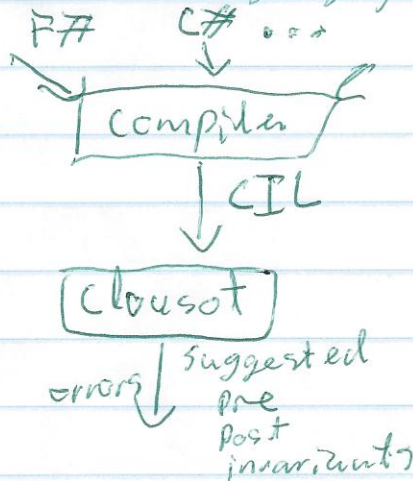 F# C# ...
Compiler
CIL
Clousot
errors
suggested
pre
post
invariants